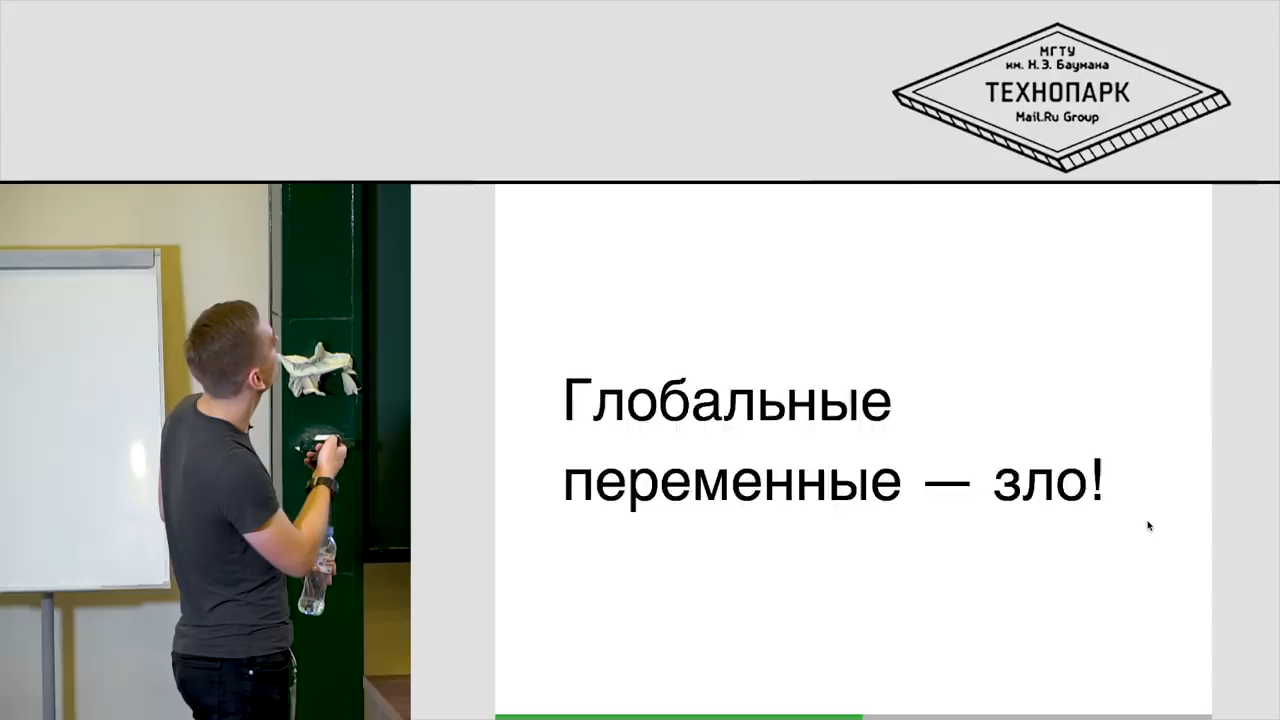 МГТУ
им. Н.Э. Баумана
ТЕХНОПАРК
Mail.Ru Group
Глобальные
переменные — зло!